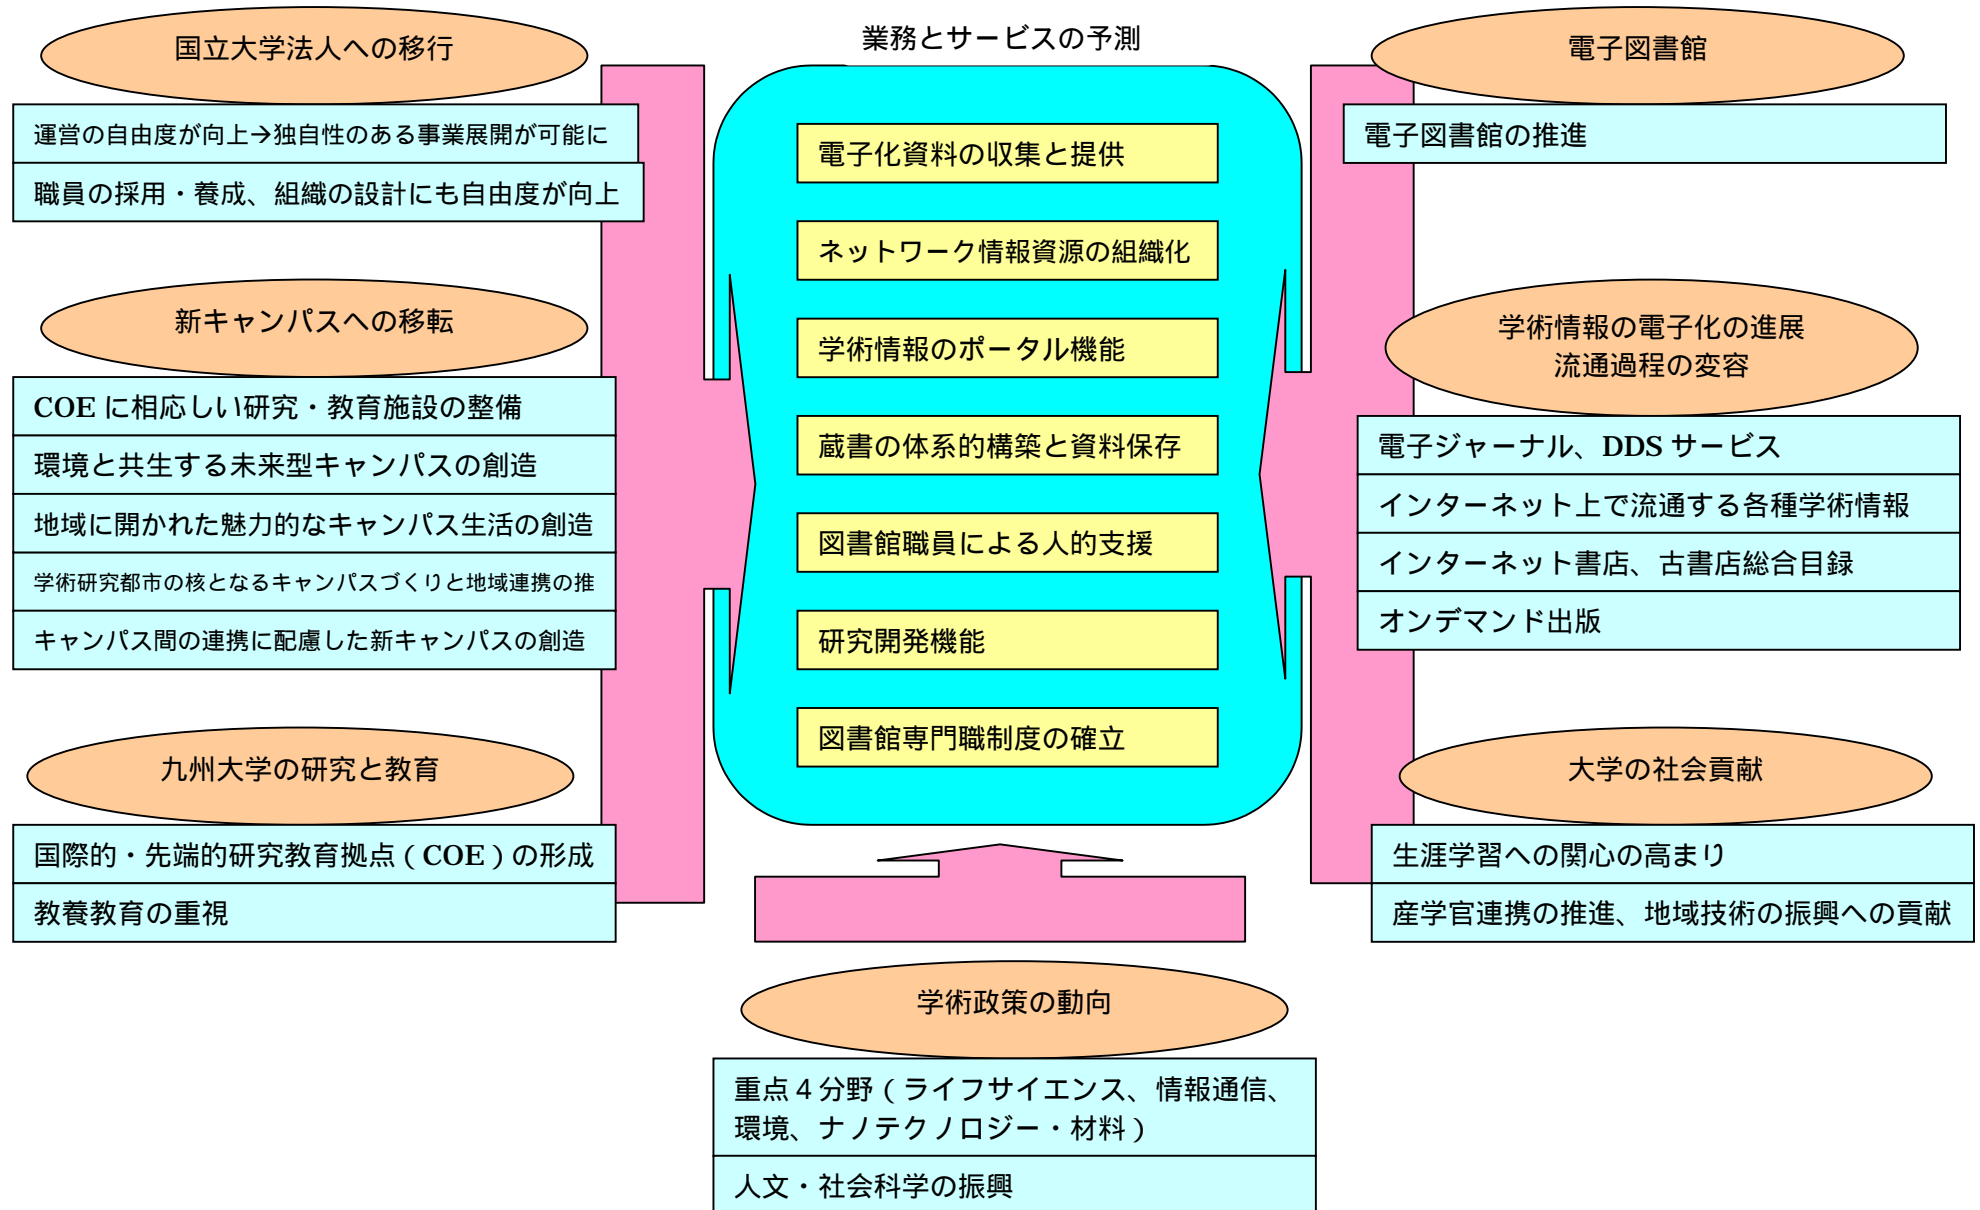 国立大学法人への移行
運営の自由度が向上→独自性のある事業展開が可能に
職員の採用・養成、組織の設計にも自由度が向上
新キャンパスへの移転
COE に相応しい研究・教育施設の整備
環境と共生する未来型キャンパスの創造
地域に開かれた魅力的なキャンパス生活の創造
学術研究都市の核となるキャンパスづくりと地域連携の推
キャンパス間の連携に配慮した新キャンパスの創造
九州大学の研究と教育
国際的・先端的研究教育拠点（COE）の形成
教養教育の重視
業務とサービスの予測
電子化資料の収集と提供
ネットワーク情報資源の組織化
学術情報のポータル機能
蔵書の体系的構築と資料保存
図書館職員による人的支援
研究開発機能
図書館専門職制度の確立
電子図書館
電子図書館の推進
学術情報の電子化の進展
流通過程の変容
電子ジャーナル、DDS サービス
インターネット上で流通する各種学術情報
インターネット書店、古書店総合目録
オンデマンド出版
大学の社会貢献
生涯学習への関心の高まり
産学官連携の推進、地域技術の振興への貢献
学術政策の動向
重点４分野（ライフサイエンス、情報通信、
環境、ナノテクノロジー・材料）
人文・社会科学の振興